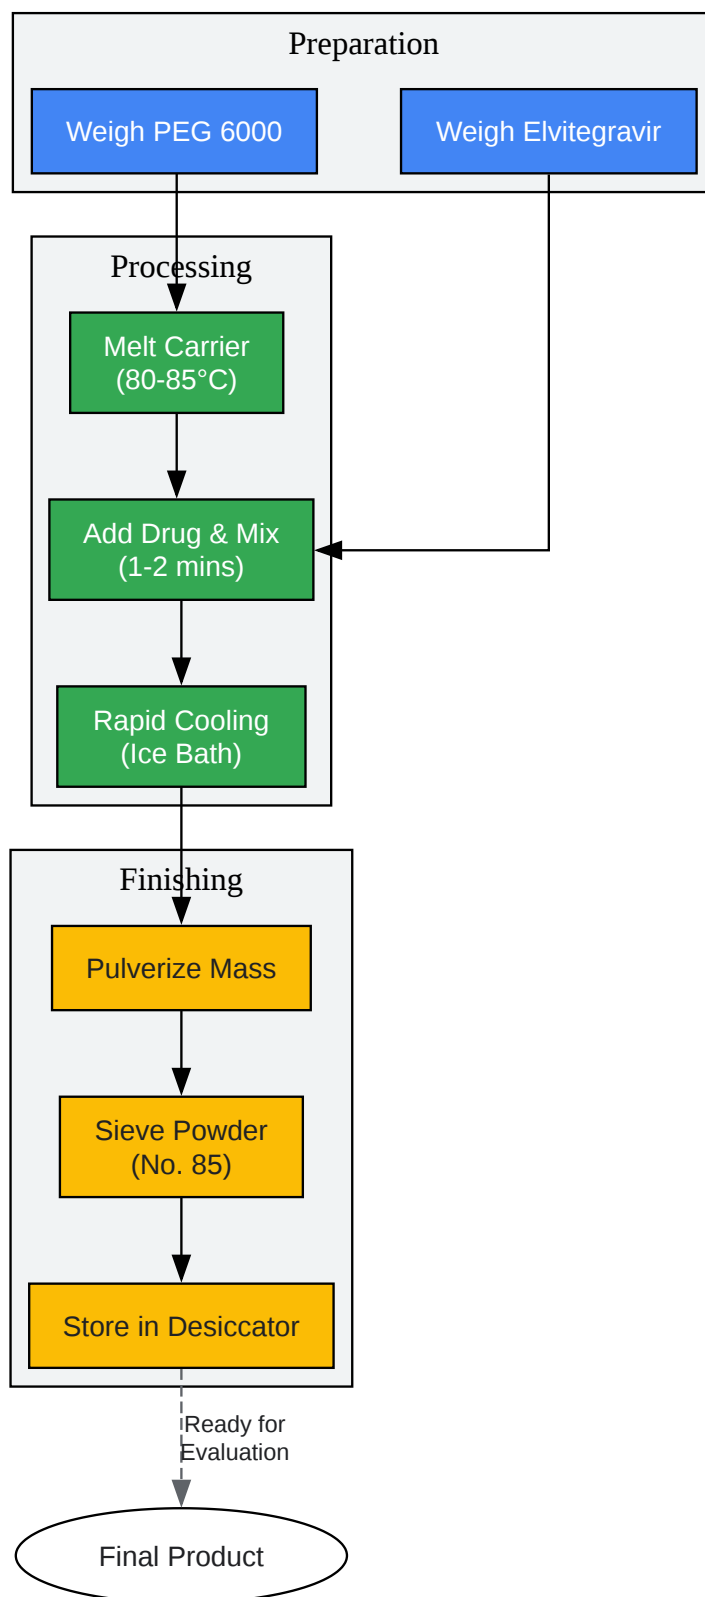 Preparation
Weigh PEG 6000
Weigh Elvitegravir
Processing
Melt Carrier
(80-85°C)
Add Drug & Mix
(1-2 mins)
Rapid Cooling
(Ice Bath)
Finishing
Pulverize Mass
Sieve Powder
(No. 85)
Store in Desiccator
Ready for
Evaluation
Final Product